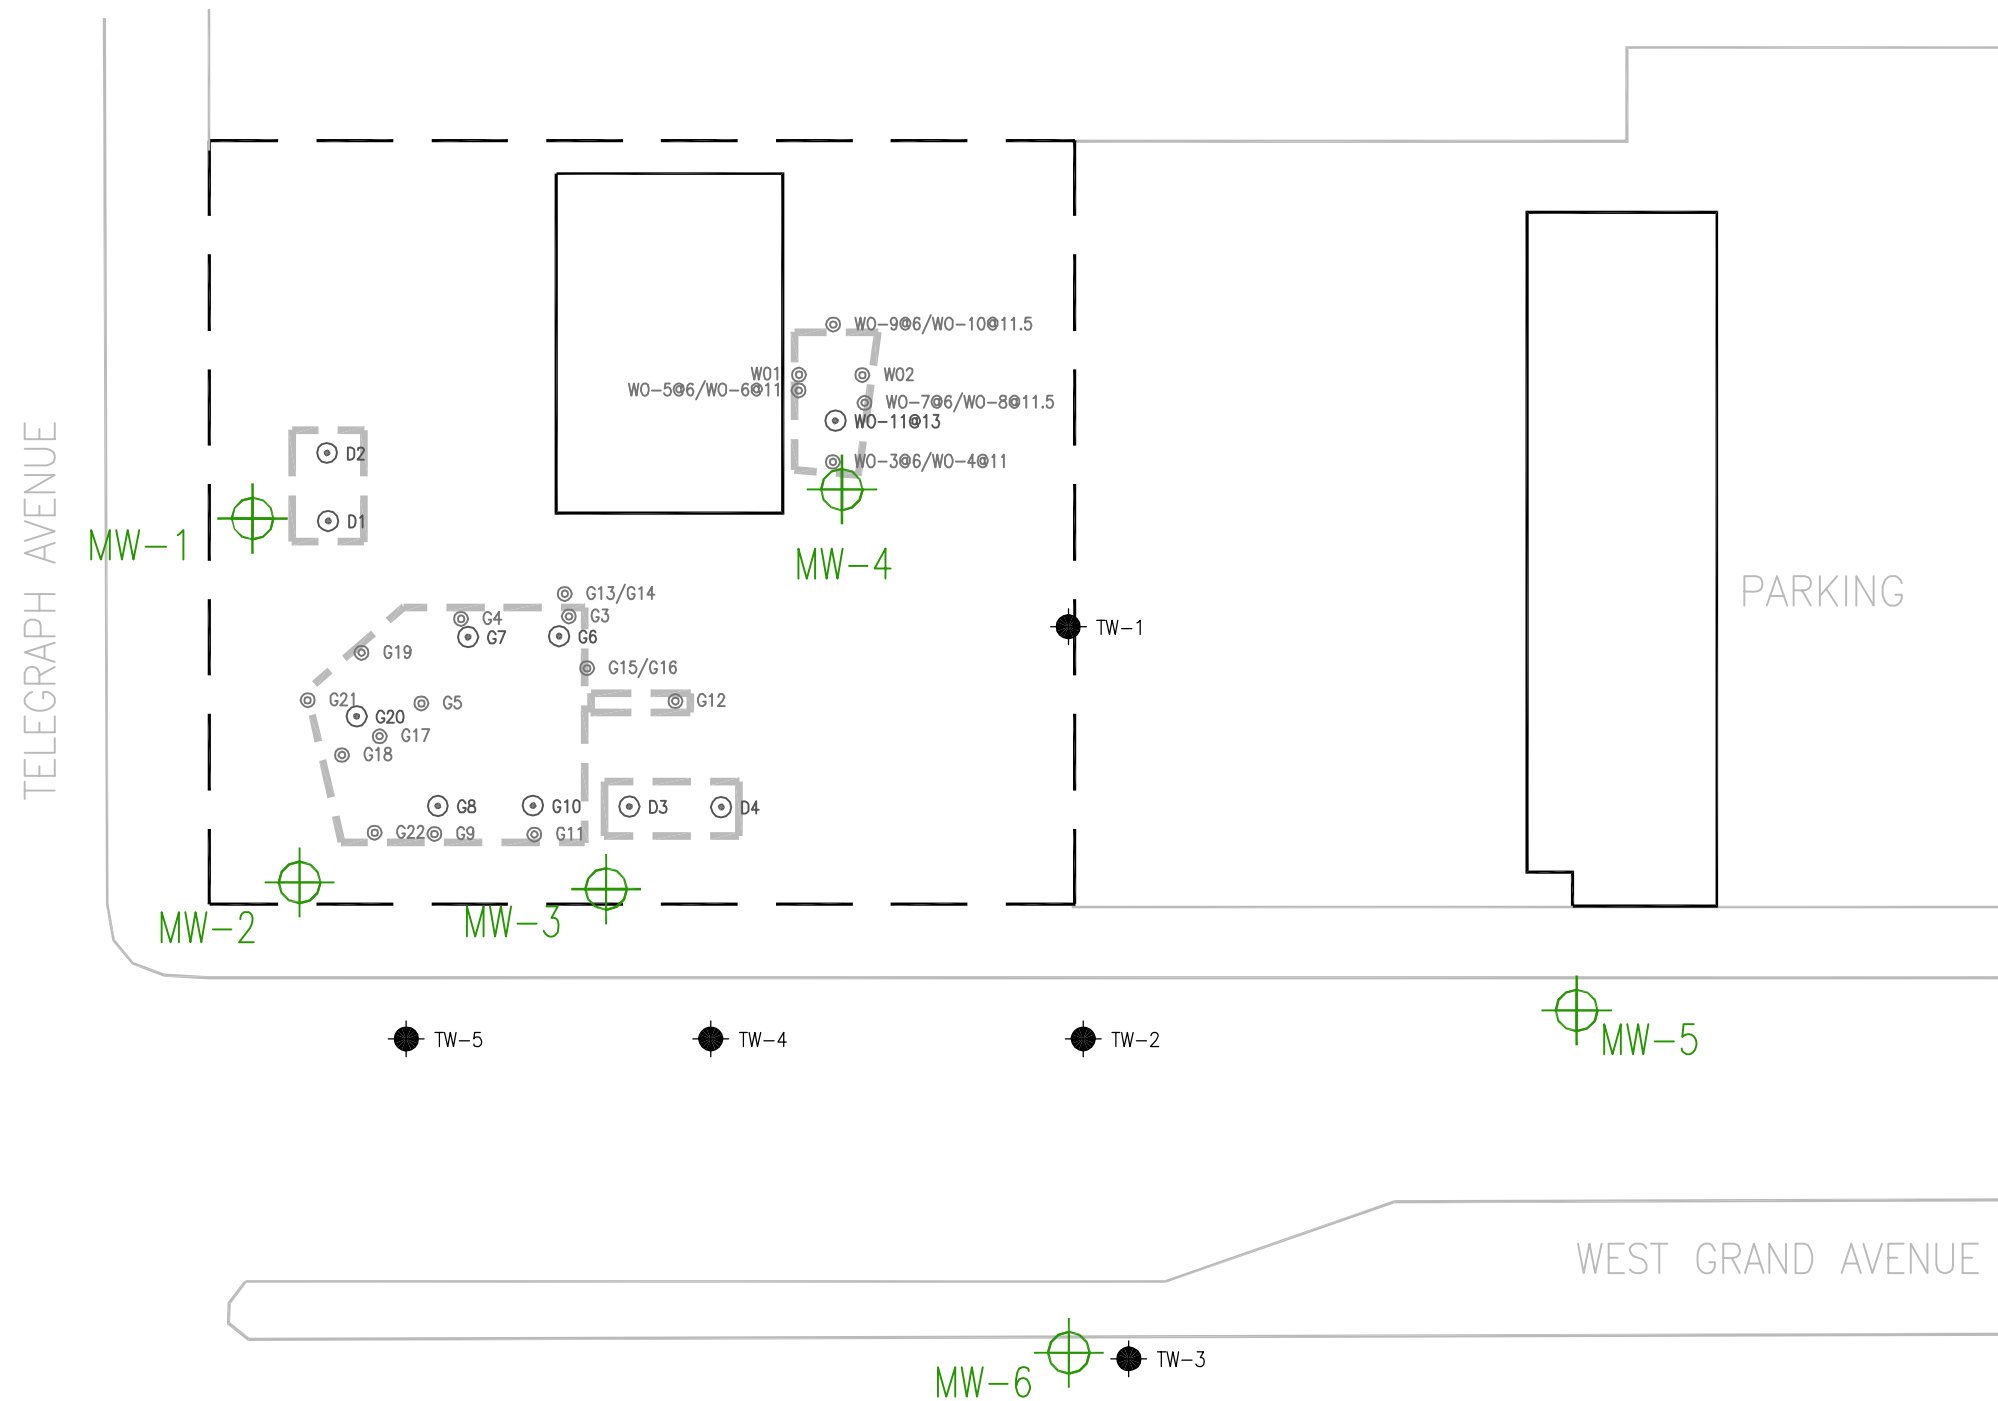 WO-9@6/WO-10@11.5
WO1
WO2
WO-5@6/WO-6@11
WO-7@6/WO-8@11.5
WO-11@13
WO-3@6/WO-4@11
D2
D1
MW-1
MW-4
TELEGRAPH AVENUE
PARKING
G13/G14
G4
G3
G7
G6
TW-1
G19
G15/G16
G21
G5
G12
G20
G17
G18
G8
G10
D3
D4
G22
G9
G11
MW-2
MW-3
TW-5
TW-4
TW-2
MW-5
WEST GRAND AVENUE
TW-3
MW-6